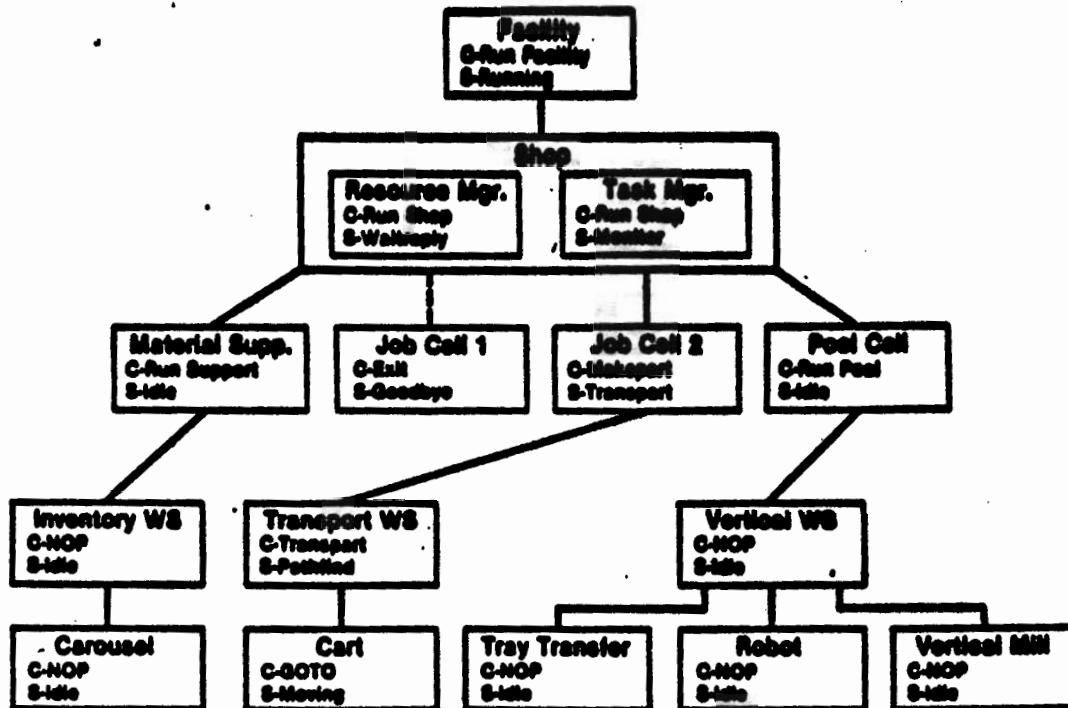 Facility
C-Run Facility
S-Running
Shop
Resource Mgr.
C-Run Shop
S-Waitreply
Task Mgr.
C-Run Shop
S-Monitor
Material Supp.
C-Run Support
S-Idle
Job Cell 1
C-Exit
S-Goodbye
Job Cell 2
C-Makepart
S-Transport
Pool Cell
C-Run Pool
S-Idle
Inventory WS
C-NOP
S-Idle
Transport WS
C-Transport
S-Pathfind
Vertical WS
C-NOP
S-Idle
Carousel
C-NOP
S-Idle
Cart
C-GOTO
S-Moving
Tray Transfer
C-NOP
S-Idle
Robot
C-NOP
S-Idle
Vertical Mill
C-NOP
S-Idle